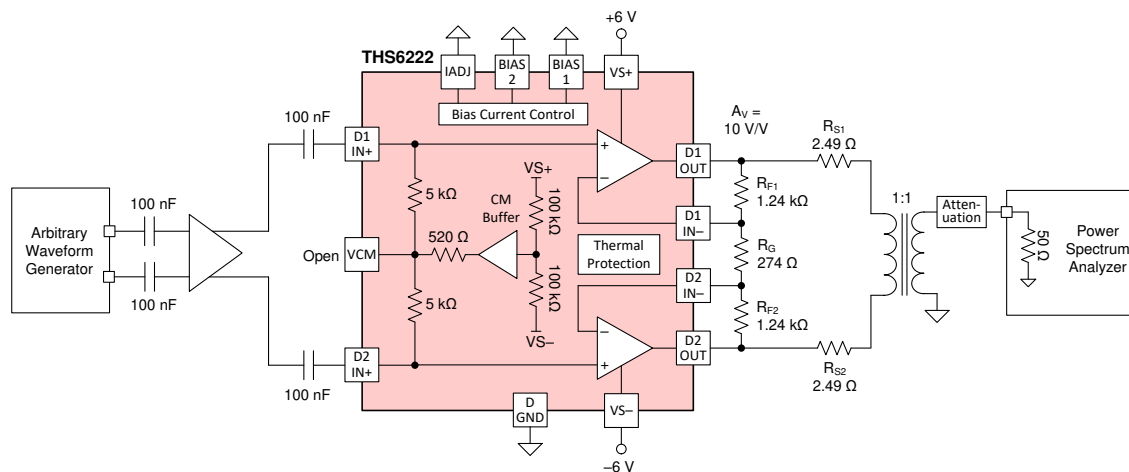 +6 V
THS6222
IADJ
BIAS
2
BIAS
1
VS+
Bias Current Control
100 nF
D1
IN+
AV =
10 V/V
D1
OUT
RS1
2.49 Ω
VS+
100 kΩ
5 kΩ
CM
Buffer
RF1
1.24 kΩ
1:1
Atten-
uation
100 nF
Arbitrary
Waveform
Generator
520 Ω
Open
VCM
D1
IN−
Thermal
Protection
RG
274 Ω
50 Ω
Power
Spectrum
Analyzer
100 nF
5 kΩ
100 kΩ
D2
IN−
VS−
RF2
1.24 kΩ
D2
IN+
100 nF
D2
OUT
RS2
2.49 Ω
D
GND
VS−
−6 V
+
−
−
+